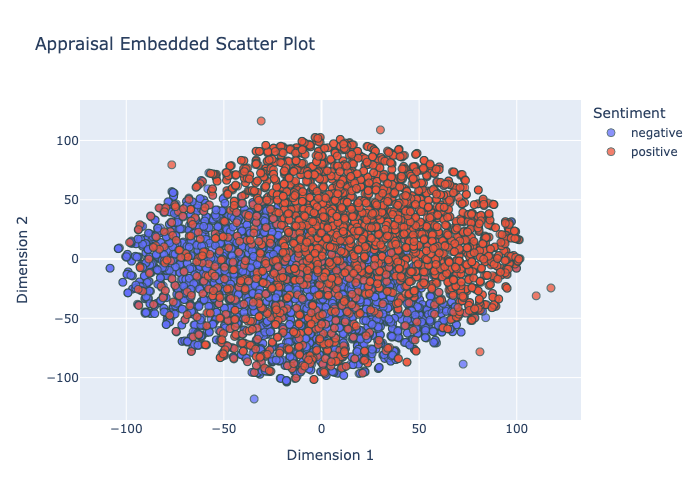 Appraisal Embedded Scatter Plot
Sentiment
negative
positive
100
50
0
−50
−100
Dimension 2
−100
−50
0
50
100
Dimension 1